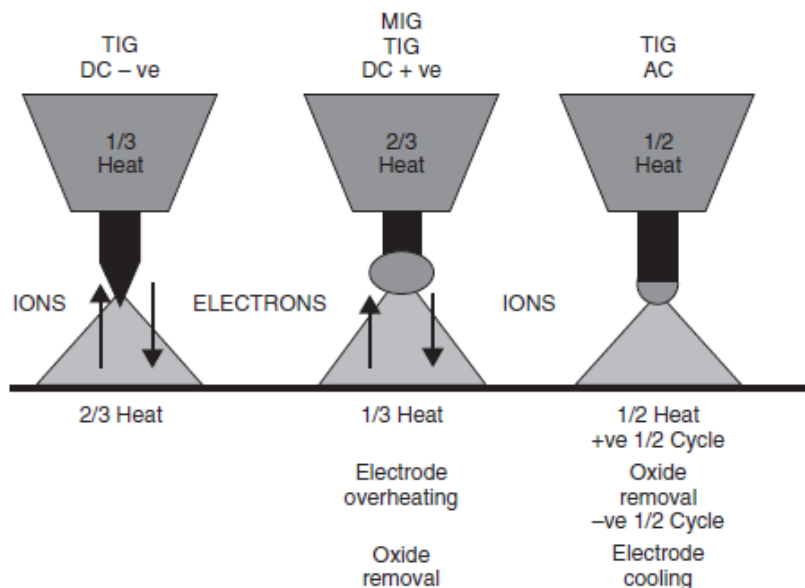 TIG
DC – ve
MIG
TIG
DC + ve
TIG
AC
1/3
Heat
2/3
Heat
1/2
Heat
IONS
ELECTRONS
IONS
2/3 Heat
1/3 Heat
Electrode
overheating
Oxide
removal
1/2 Heat
+ve 1/2 Cycle
Oxide
removal
–ve 1/2 Cycle
Electrode
cooling